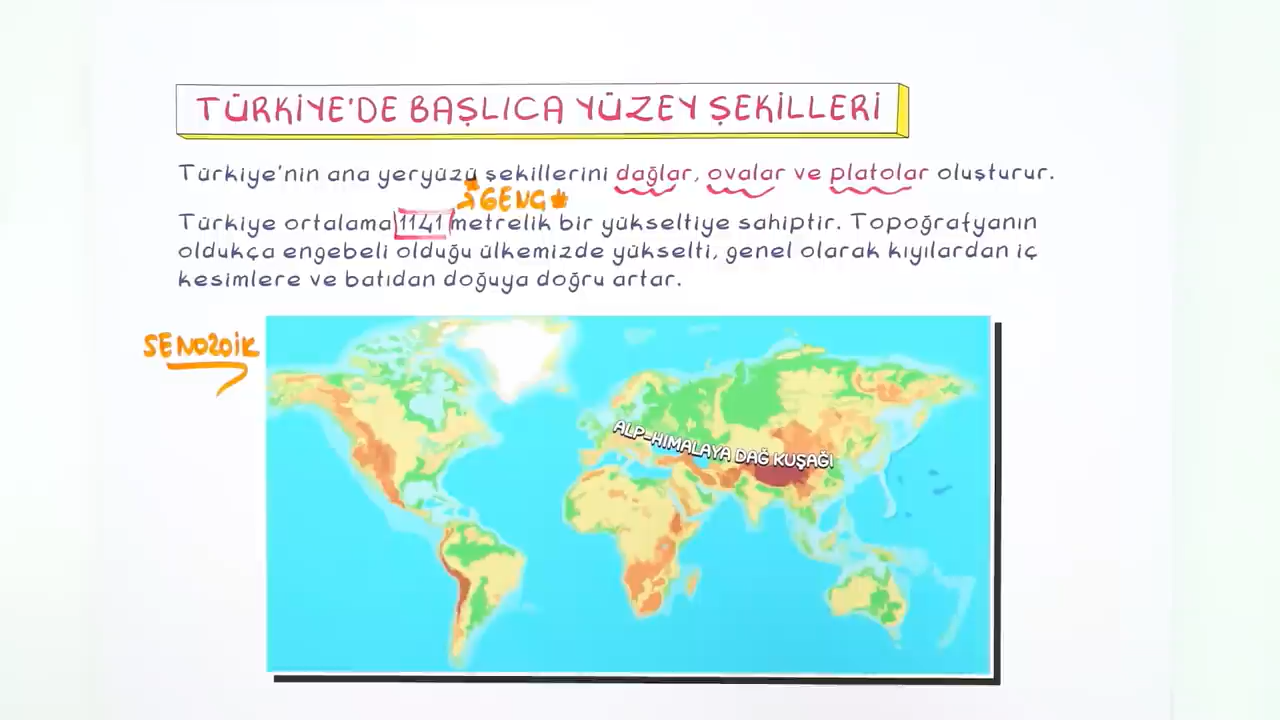 TÜRKİYE'DE BAŞLICA YÜZEY ŞEKİLLERİ
Türkiye'nin ana yeryüzü şekillerini dağlar, ovalar ve platolar oluşturur.
GENÇ
Türkiye ortalama 1141 metrelik bir yükseltiye sahiptir. Topoğrafyanın
oldukça engebeli olduğu ülkemizde yükselti, genel olarak kıyılardan iç
kesimlere ve batıdan doğuya doğru artar.
SENOZOİK
ALP-HIMALAYA DAĞ KUŞAĞI